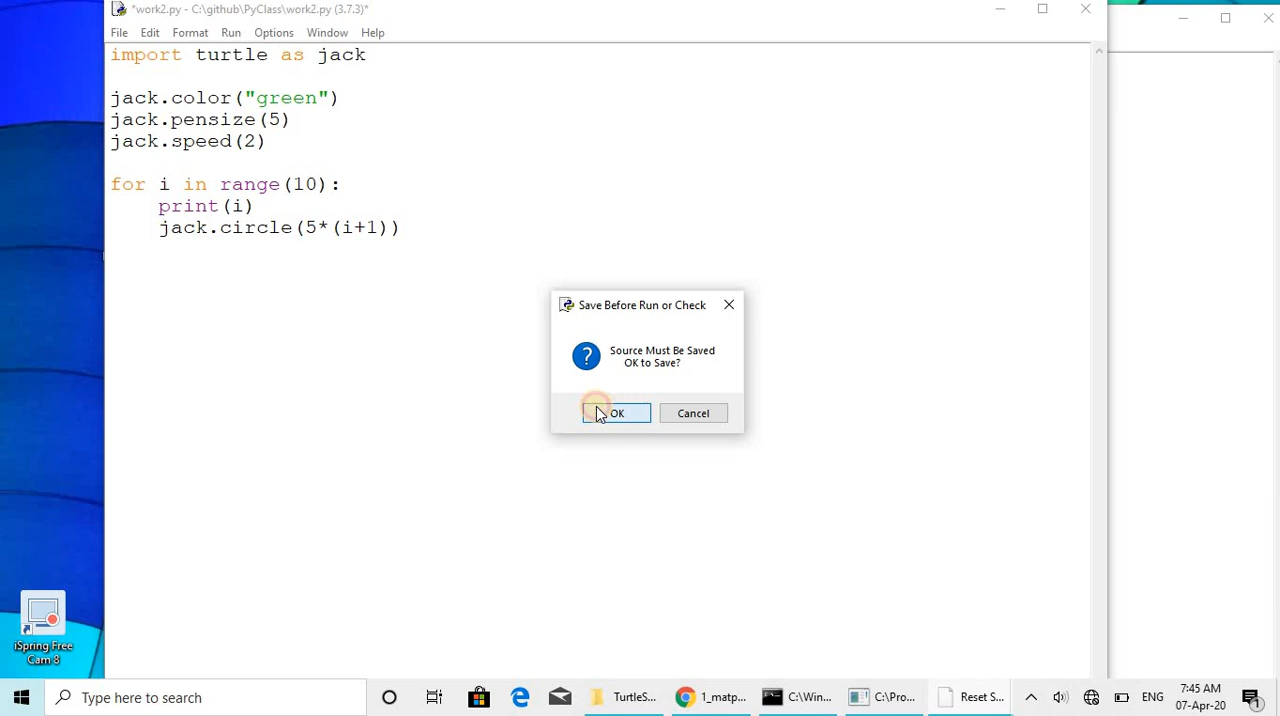 *work2.py - C:\github\PyClass\work2.py (3.7.3)*
File Edit Format Run Options Window Help
import turtle as jack
jack.color("green")
jack.pensize(5)
jack.speed(2)
for i in range(10):
    print(i)
    jack.circle(5*(i+1))
Save Before Run or Check
?
Source Must Be Saved
OK to Save?
OK Cancel
iSpring Free
Cam 8
Type here to search
TurtleS...
1_mtp...
C:\Win...
C:\Pro...
Reset S...
ENG
7:45 AM
07-Apr-20
1